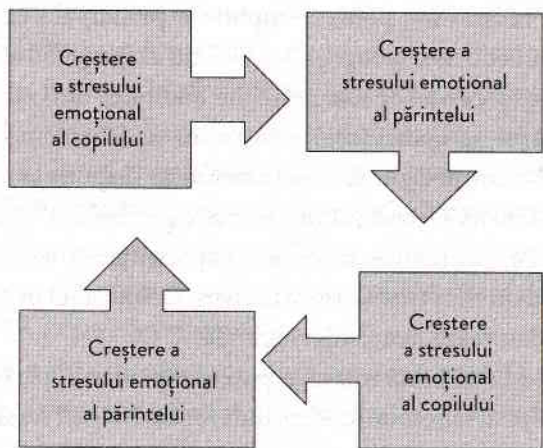 Creștere
a stresului
emoțional
al copilului
Creștere
a stresului emoțional
al părintelui
Creștere
a stresului
emoțional
al copilului
Creștere a
stresului emoțional
al părintelui